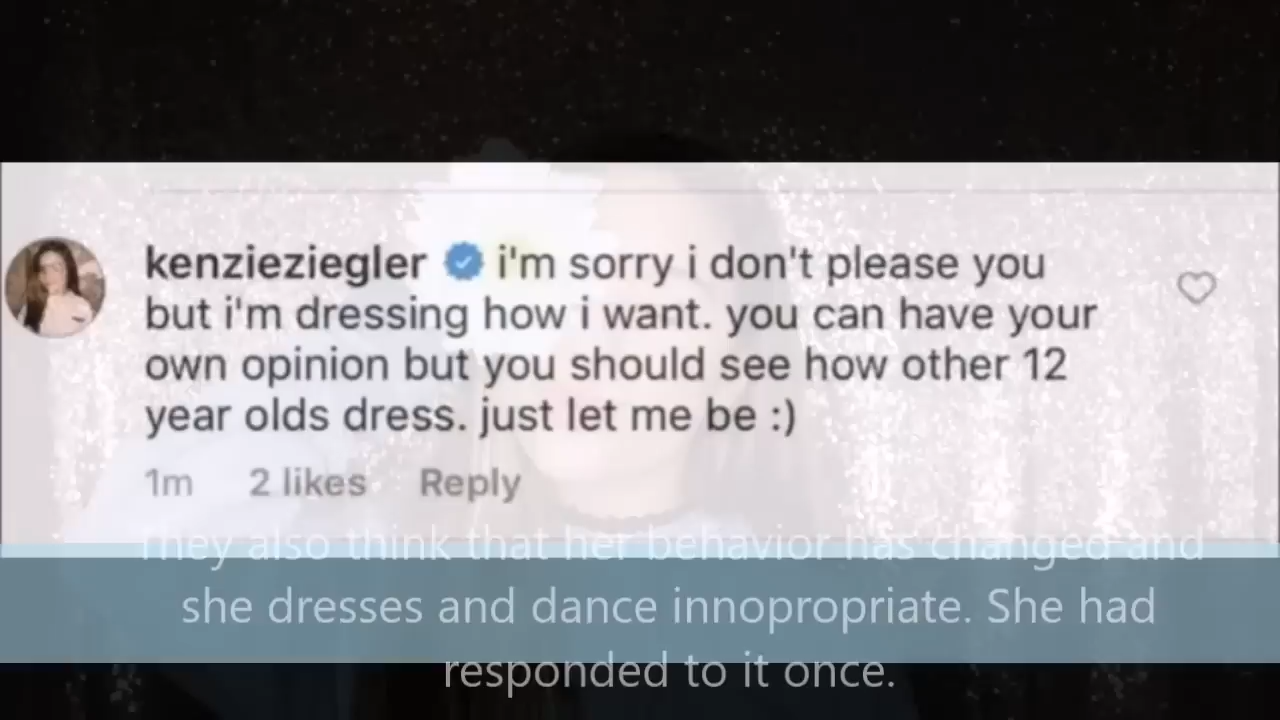 kenzieziegler i'm sorry i don't please you
but i'm dressing how i want. you can have your
own opinion but you should see how other 12
year olds dress. just let me be :)
1m 2 likes Reply
They also think that her behavior has changed and
she dresses and dance innopropriate. She had
responded to it once.